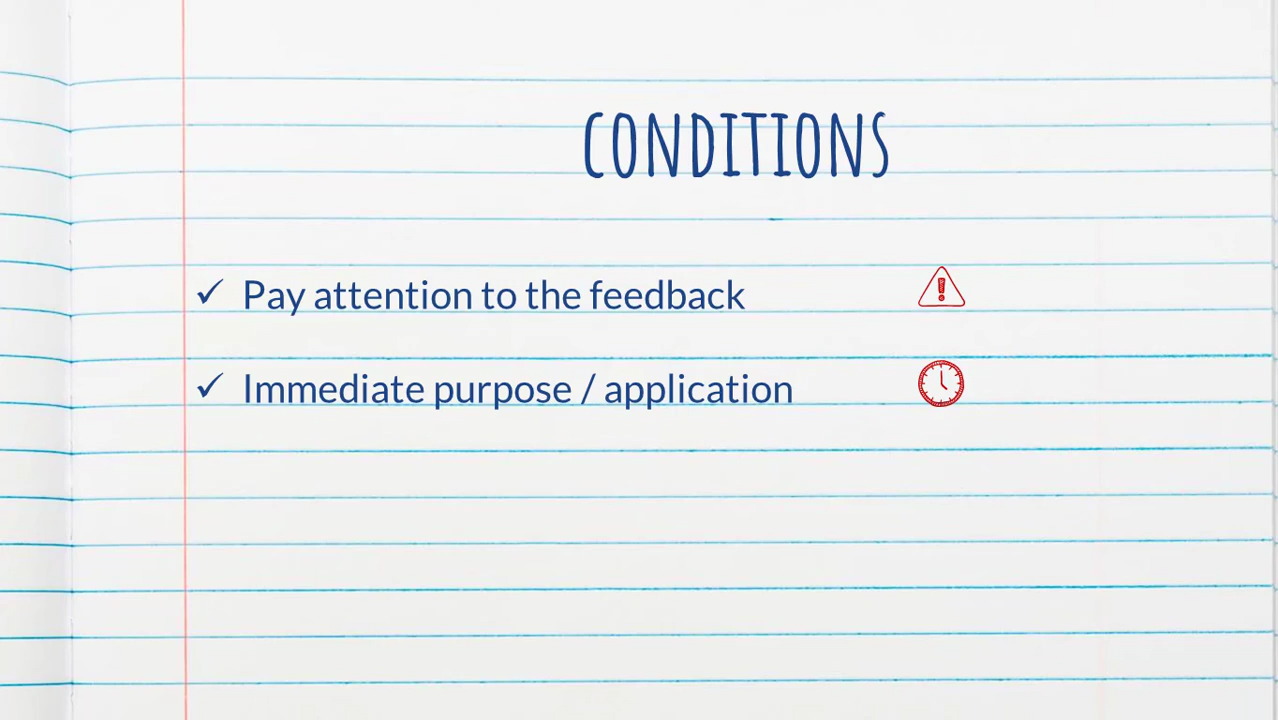 CONDITIONS
✓ Pay attention to the feedback
✓ Immediate purpose / application